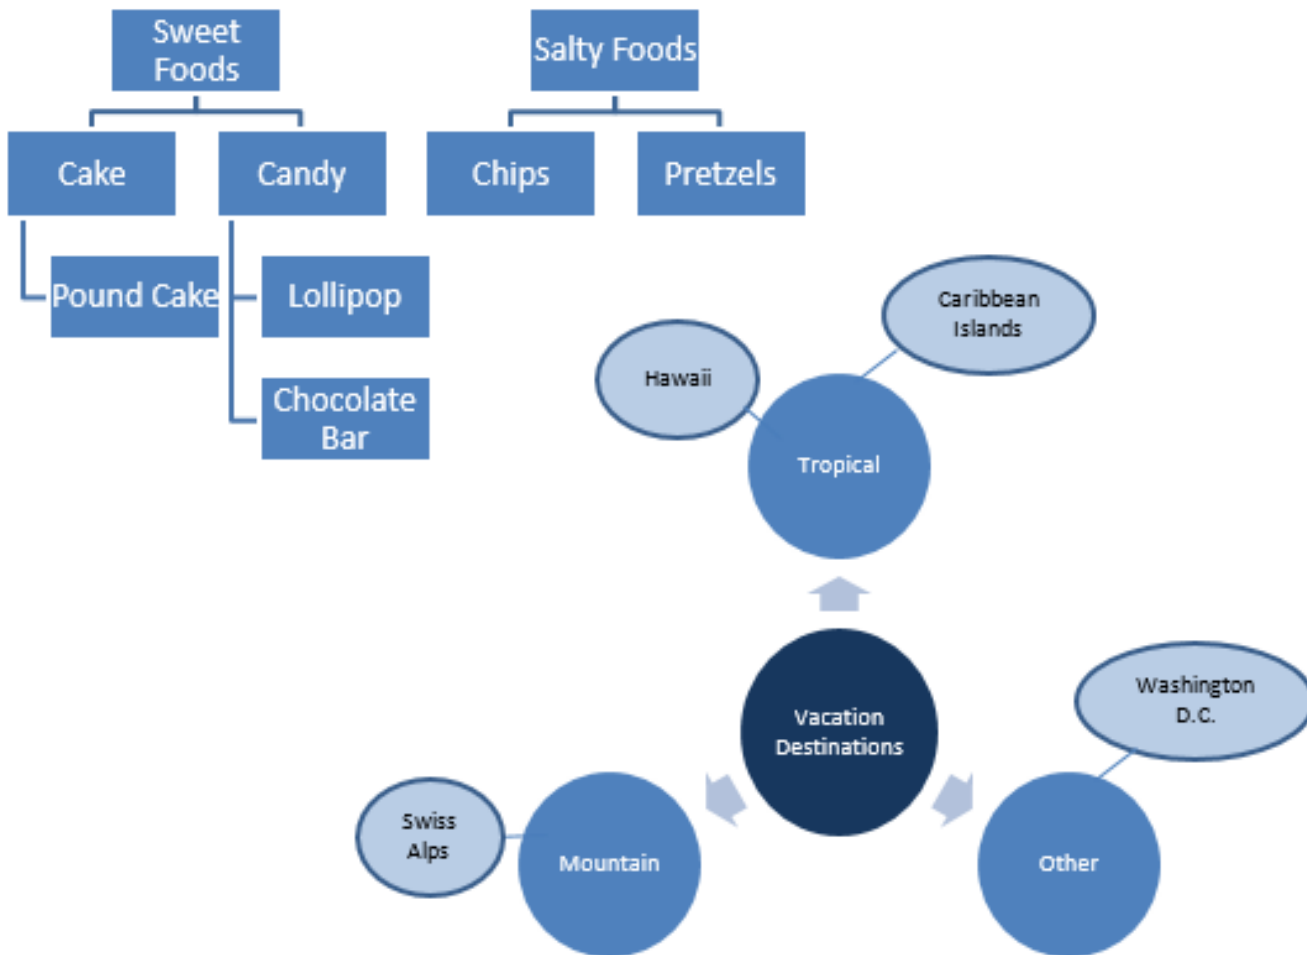 Sweet
Foods
Salty Foods
Cake
Candy
Chips
Pretzels
Pound Cake
Lollipop
Chocolate
Bar
Caribbean
Islands
Hawaii
Tropical
Vacation
Destinations
Washington
D.C.
Swiss
Alps
Mountain
Other